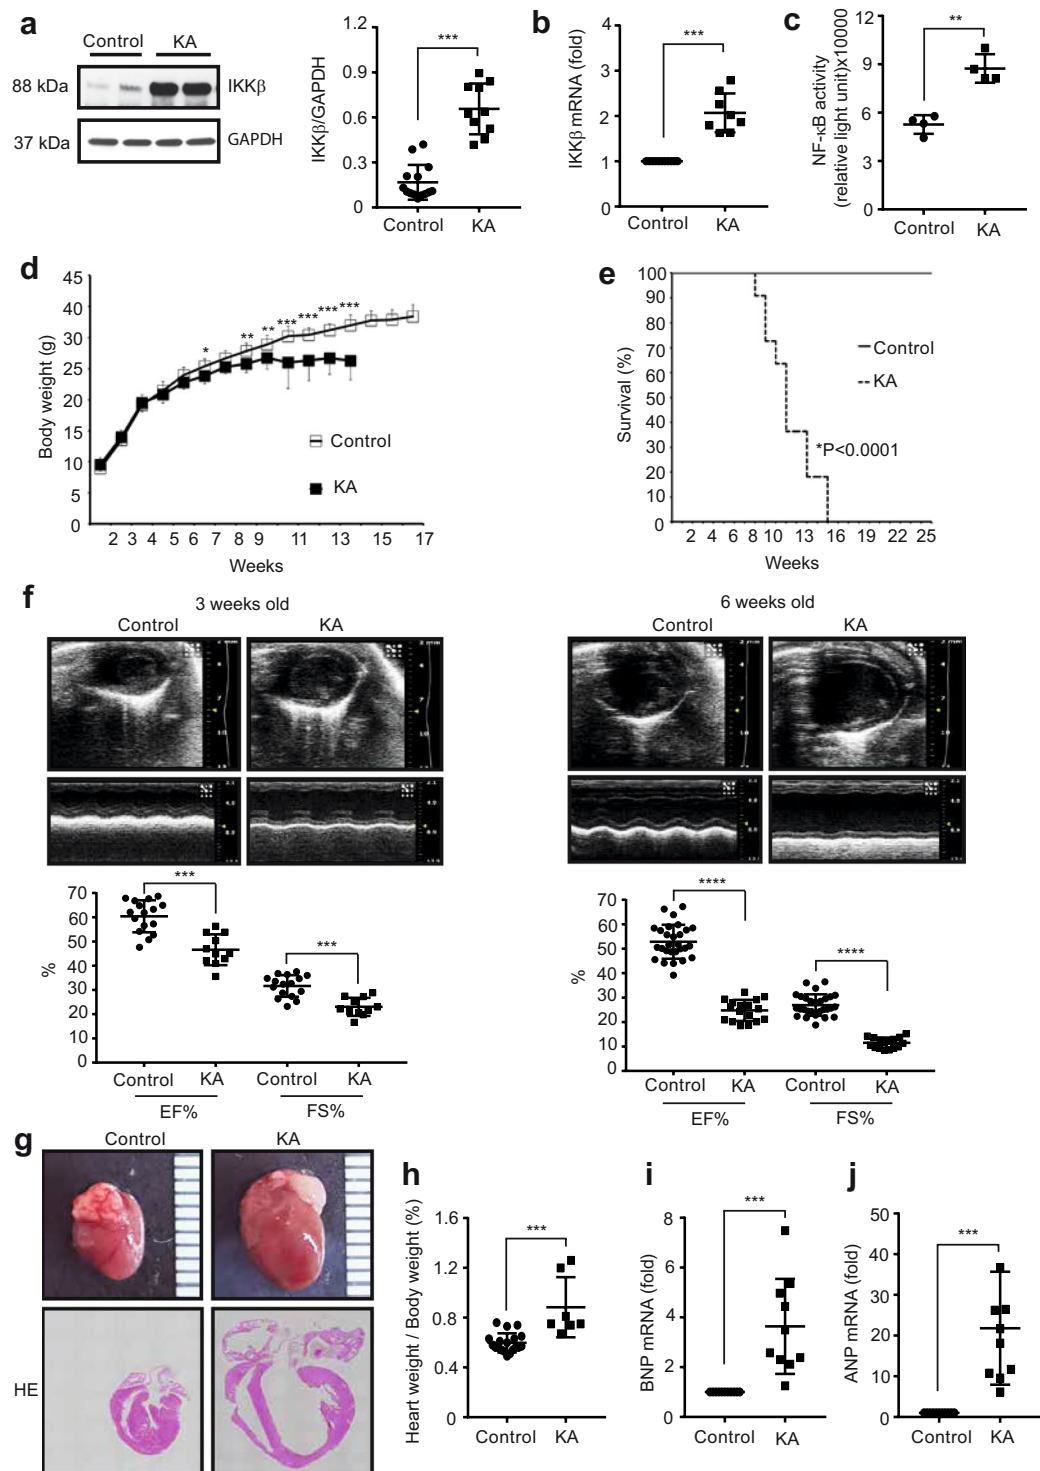 a
Control KA
88 kDa
IKKβ
37 kDa
GAPDH
IKKβ/GAPDH
1.2
0.9
0.6
0.3
0
***
Control KA
b
IKKβ mRNA (fold)
4
3
2
1
0
***
Control KA
c
NF-κB activity
(relative light unit)x10000
12
9
6
3
0
**
Control KA
d
Body weight (g)
45
40
30
25
20
15
10
5
0
* ** ** *** *** *** ***
Control
KA
2 3 4 5 6 7 8 9 11 13 15 17
Weeks
e
Survival (%)
100
90
80
70
60
50
40
30
20
10
0
Control
KA
*P<0.0001
2 4 6 8 10 13 16 19 22 25
Weeks
f
3 weeks old
Control KA
6 weeks old
Control KA
%
70
60
50
40
30
20
10
0
***
***
Control KA Control KA
EF% FS%
%
70
60
50
40
30
20
10
0
****
****
Control KA Control KA
EF% FS%
g
Control KA
HE
h
Heart weight / Body weight (%)
1.6
1.2
0.8
0.4
0
***
Control KA
i
BNP mRNA (fold)
8
6
4
2
0
***
Control KA
j
ANP mRNA (fold)
50
40
30
20
10
0
***
Control KA